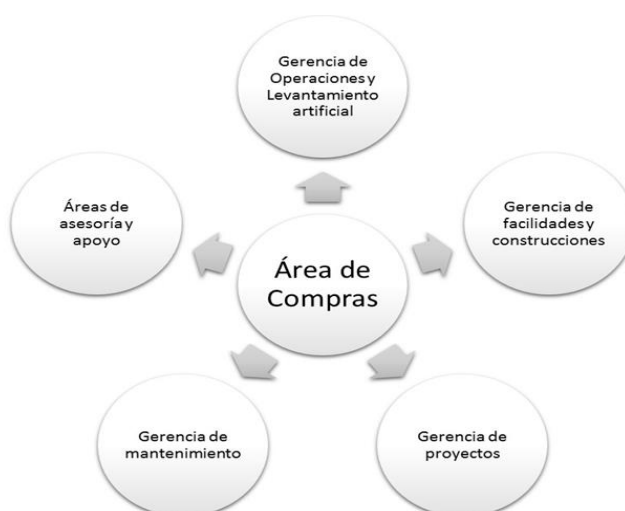 Gerencia de
Operaciones y
Levantamiento
artificial
Áreas de
asesoría y
apoyo
Gerencia de
facilidades y
construcciones
Área de
Compras
Gerencia de
mantenimiento
Gerencia de
proyectos